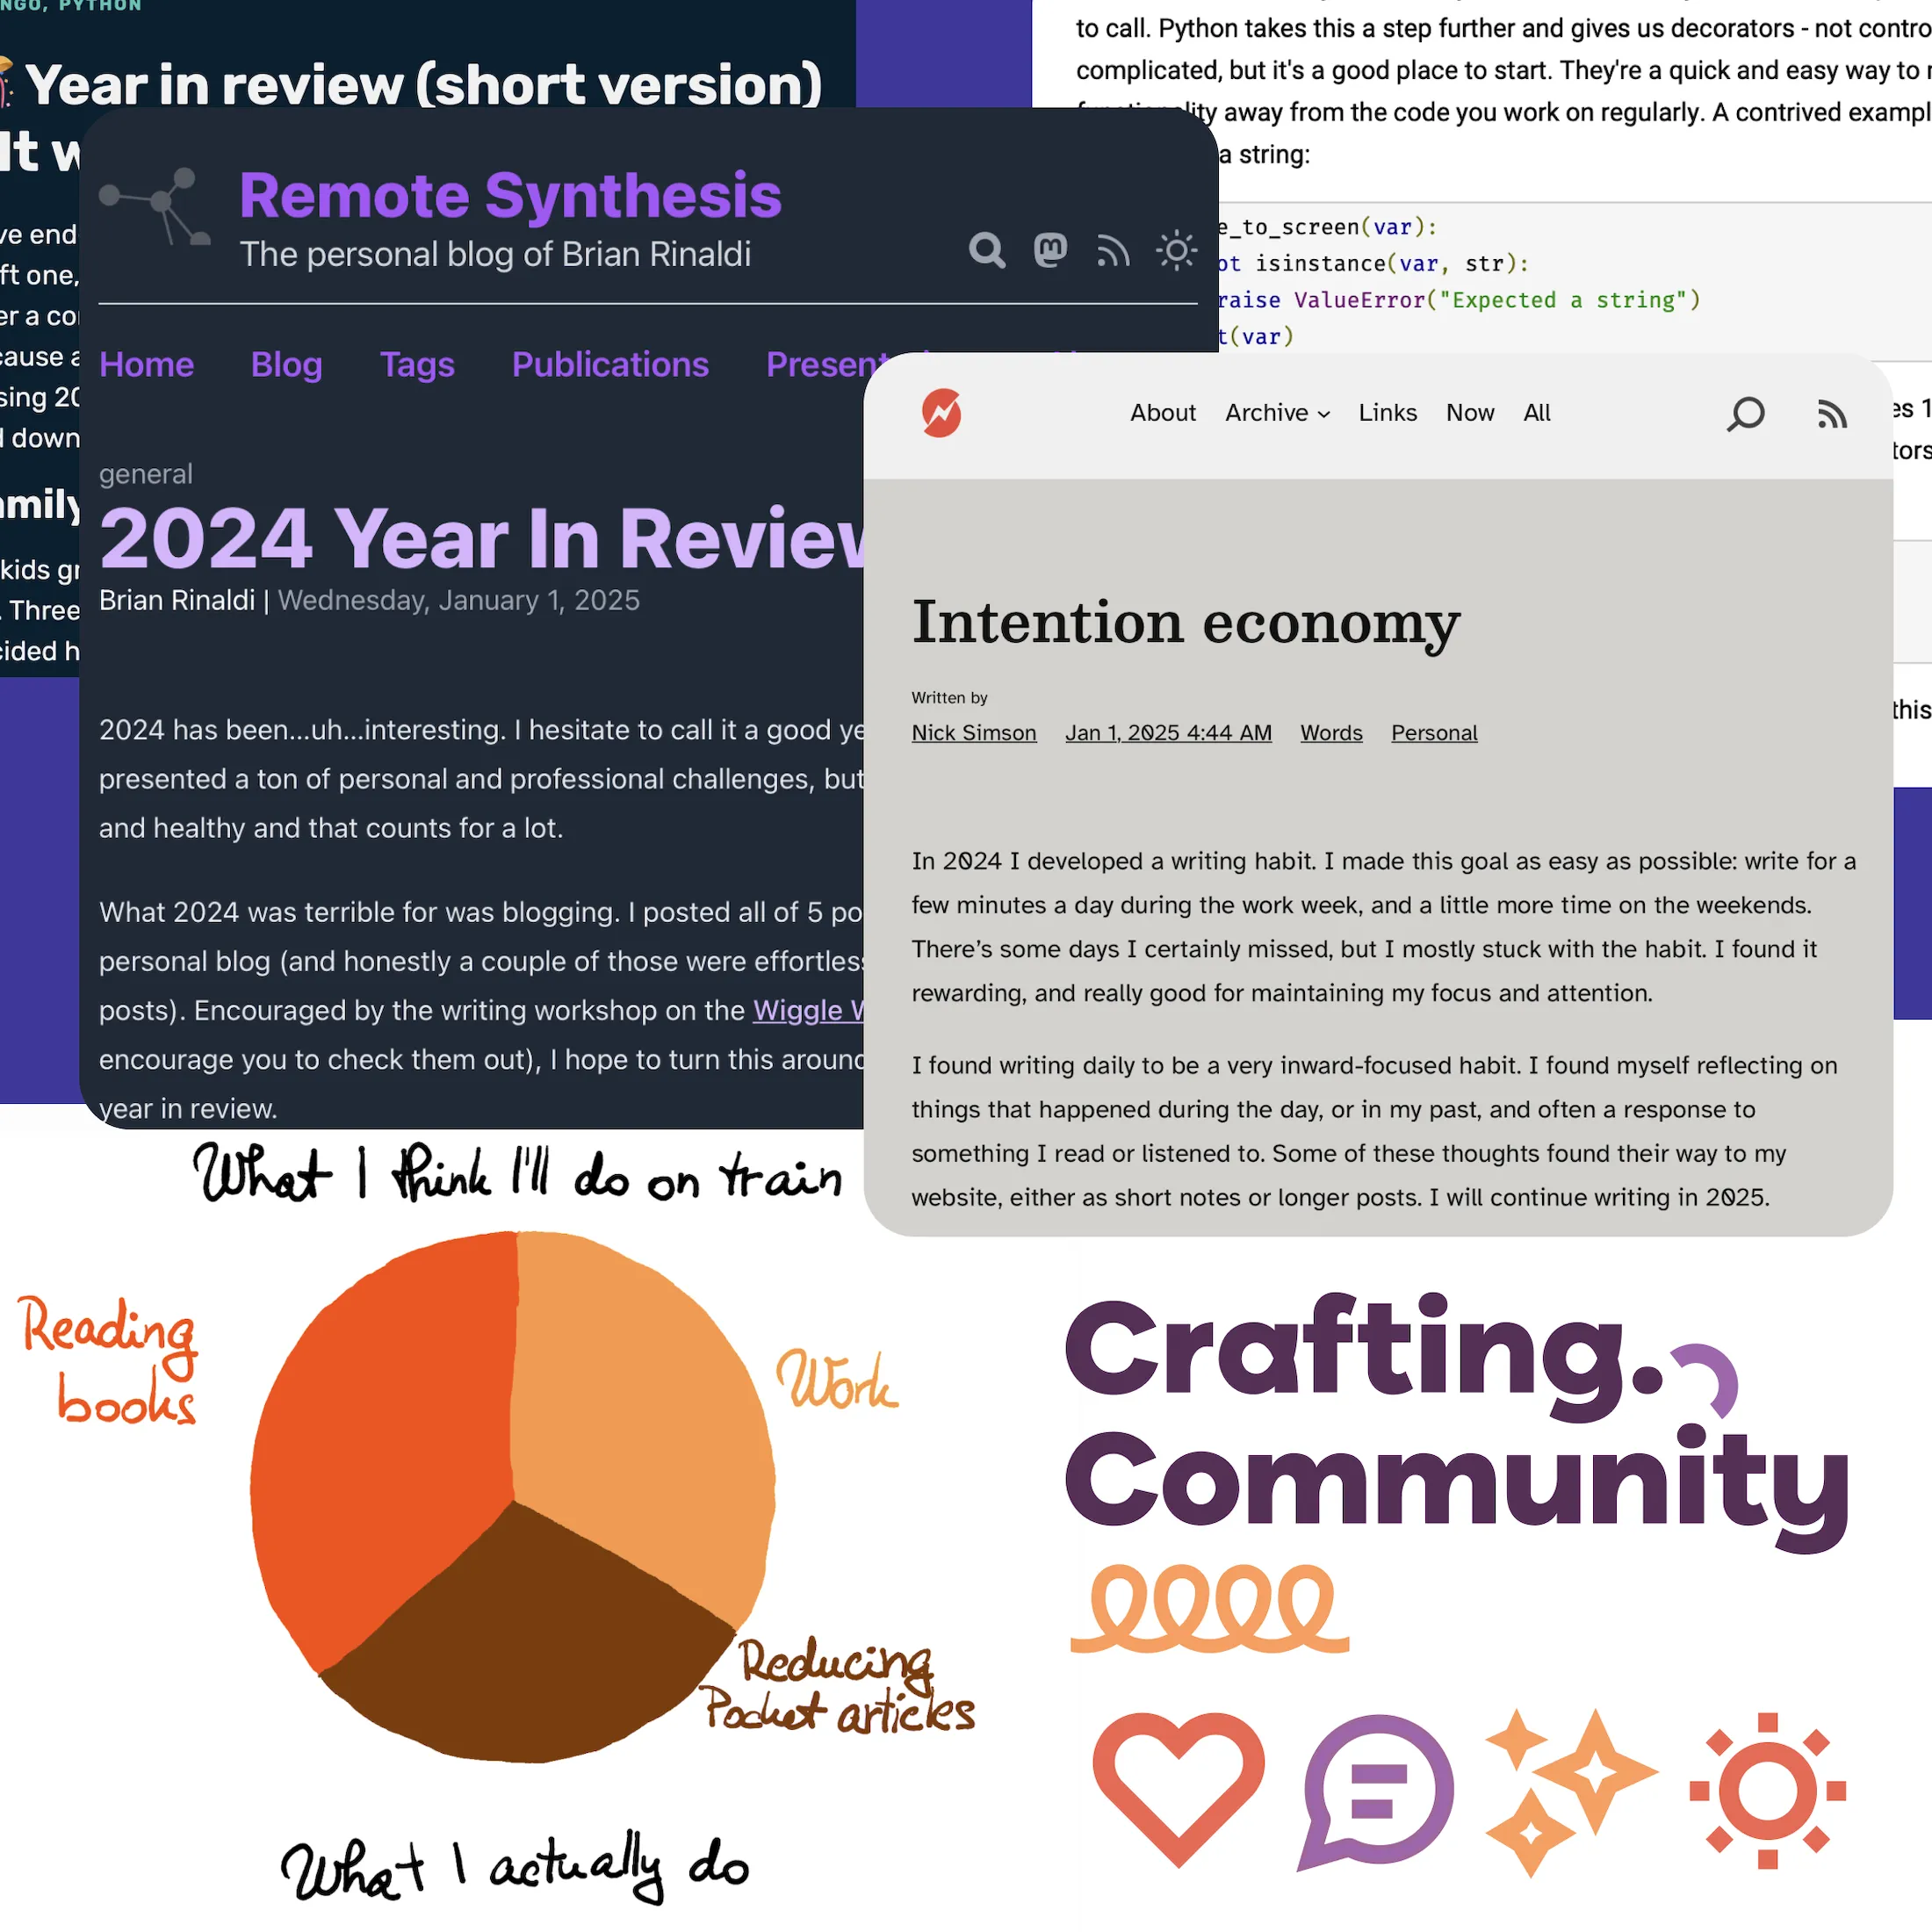 NGO, PYTHON
Year in review (short version)
It
ve end
ft one,
er a
cause
sing
down
kids
Three
to call. Python takes this a step further and gives us decorators - not
complicated, but it's a good place to start. They're a quick and easy way to
away from the code you work on regularly. A contrived
a string:
e_to_screen(var):
ot isinstance(var, str):
raise ValueError("Expected a string")
t(var)
es 1
tors
this
Remote Synthesis
The personal blog of Brian Rinaldi
Home Blog Tags Publications
general
2024 Year In Review
Brian Rinaldi | Wednesday, January 1, 2025
2024 has been...uh...interesting. I hesitate to call it a good
presented a ton of personal and professional challenges, but
and healthy and that counts for a lot.
What 2024 was terrible for was blogging. I posted all of 5
personal blog (and honestly a couple of those were
posts). Encouraged by the writing workshop on the Wiggle
encourage you to check them out), I hope to turn this around
year in review.
About Archive Links Now All
Intention economy
Written by
Nick Simson Jan 1, 2025 4:44 AM Words Personal
In 2024 I developed a writing habit. I made this goal as easy as possible: write for a
few minutes a day during the work week, and a little more time on the weekends.
There’s some days I certainly missed, but I mostly stuck with the habit. I found it
rewarding, and really good for maintaining my focus and attention.
I found writing daily to be a very inward-focused habit. I found myself reflecting on
things that happened during the day, or in my past, and often a response to
something I read or listened to. Some of these thoughts found their way to my
website, either as short notes or longer posts. I will continue writing in 2025.
What I think I'll do on train
Reading
books
Work
Reducing
Pocket articles
What I actually do
Crafting.
Community